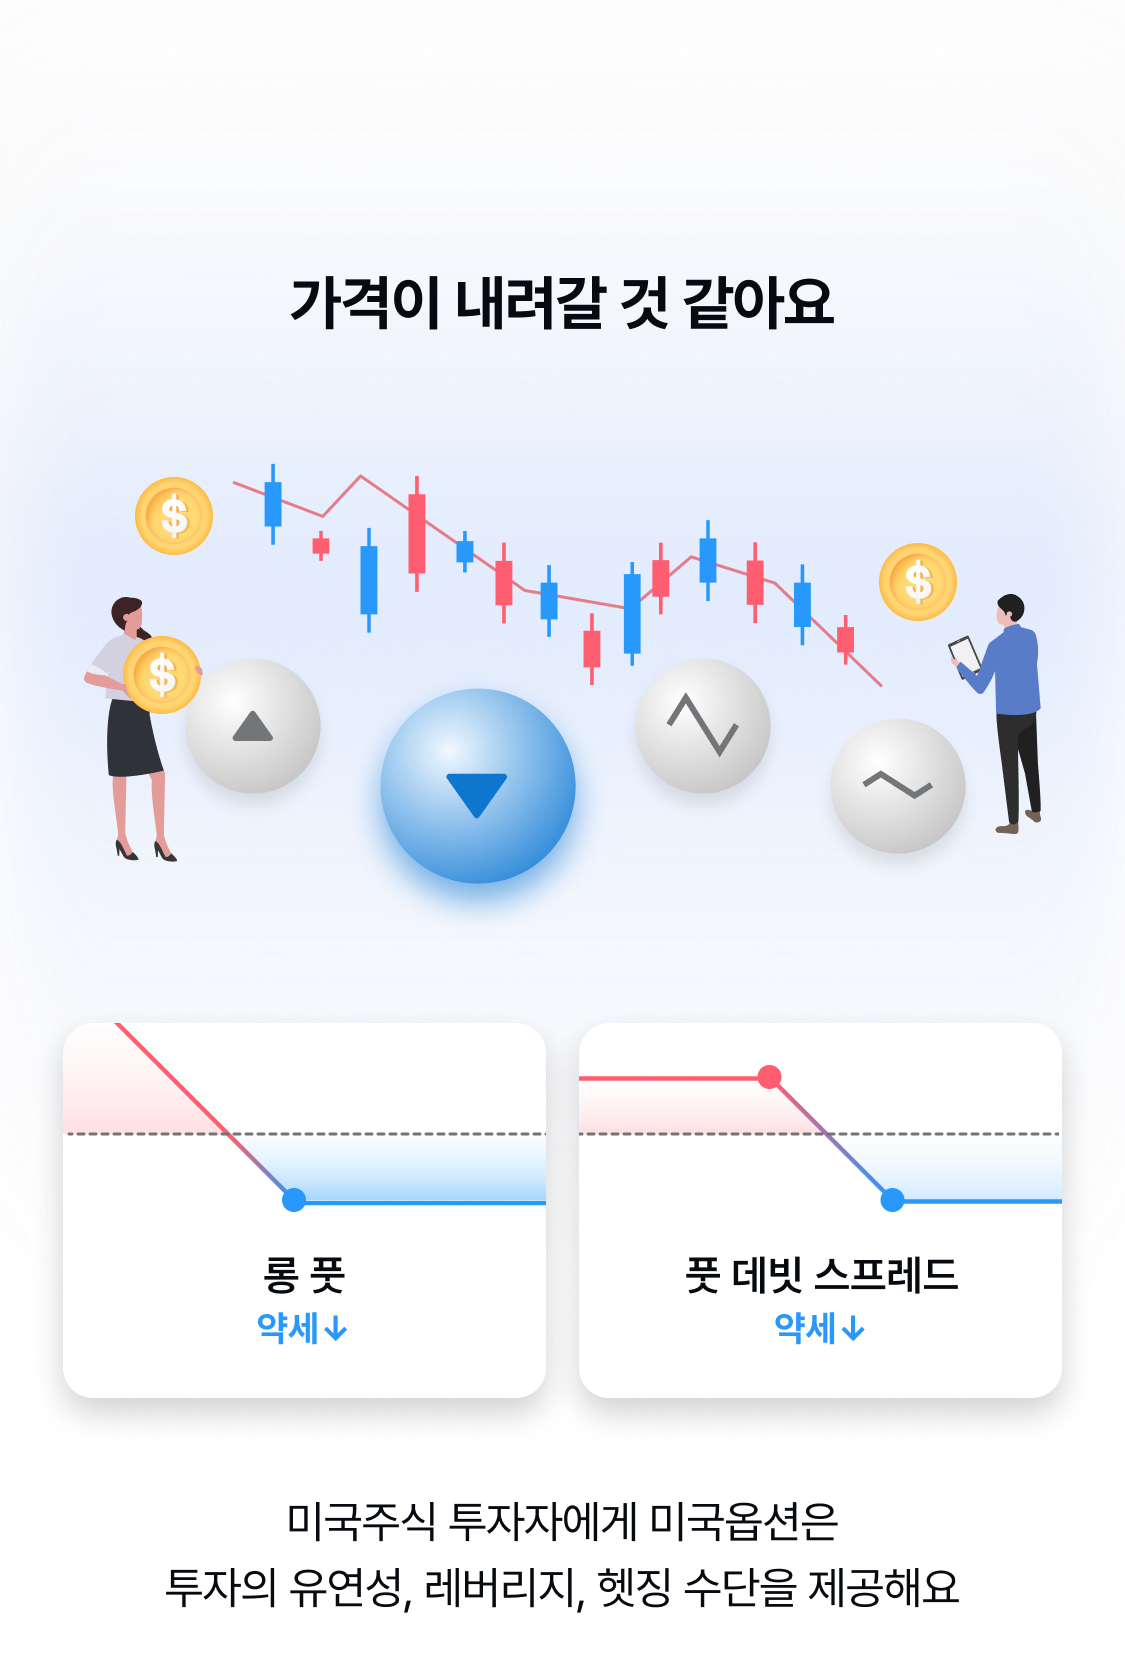 가격이 내려갈 것 같아요
$
$
$
롱 풋
약세↓
풋 데빗 스프레드
약세↓
미국주식 투자자에게 미국옵션은
투자의 유연성, 레버리지, 헷징 수단을 제공해요